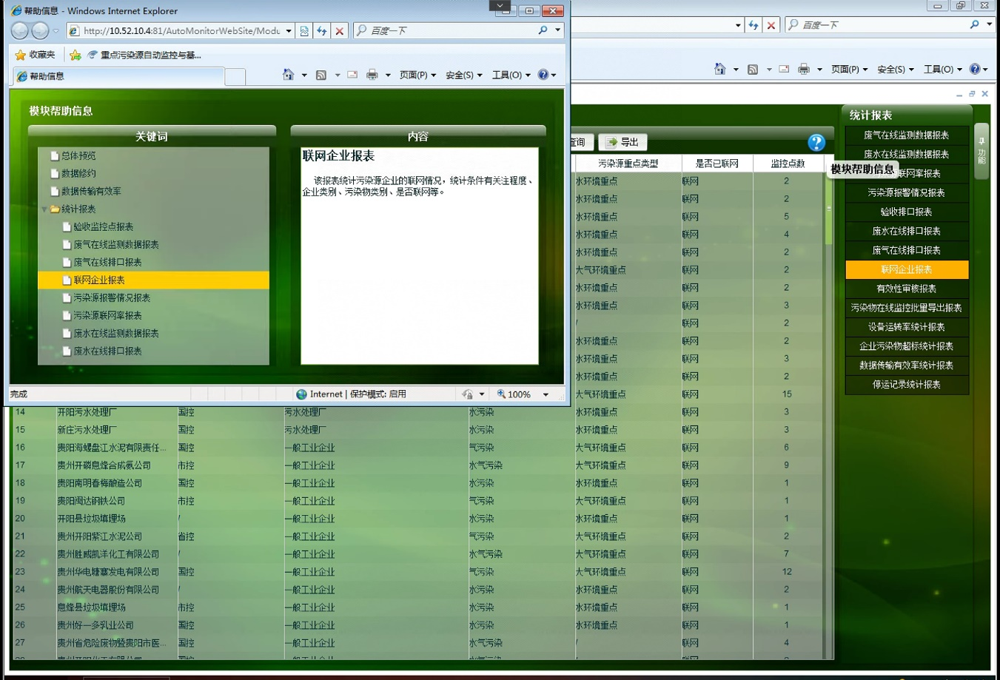 帮助信息 - Windows Internet Explorer
http://10.52.10.4:81/AutoMonitorWebSite/Modu
百度一下
百度一下
收藏夹
重点污染源自动监控与基...
帮助信息
页面(P)
安全(S)
工具(O)
页面(P)
安全(S)
工具(O)
模块帮助信息
关键词
总体预览
数据修约
数据传输有效率
统计报表
验收监控点报表
废气在线监测数据报表
废气在线排口报表
联网企业报表
污染源报警情况报表
污染源联网率报表
废水在线监测数据报表
废水在线排口报表
内容
联网企业报表
该报表统计污染源企业的联网情况，统计条件有关注程度、
企业类别、污染物类别、是否联网等。
完成
Internet | 保护模式: 启用
100%
查询
导出
模块帮助信息
污染源重点类型 是否已联网 监控点数
水环境重点 联网 2
水环境重点 联网 2
水环境重点 联网 5
水环境重点 联网 4
水环境重点 联网 2
大气环境重点 联网 2
水环境重点 联网 2
水环境重点 联网 3
/ 联网 2
水环境重点 联网 2
水环境重点 联网 3
水环境重点 联网 2
大气环境重点 联网 15
14 开阳污水处理厂 国控 污水处理厂 水污染 水环境重点 联网 3
15 新庄污水处理厂 国控 污水处理厂 水污染 水环境重点 联网 3
16 贵阳海螺盘江水泥有限责任... 国控 一般工业企业 气污染 大气环境重点 联网 6
17 贵州开磷息烽合成氨公司 市控 一般工业企业 水气污染 大气环境重点 联网 9
18 贵阳南明春梅酿造公司 国控 一般工业企业 水污染 水环境重点 联网 1
19 贵阳闽达钢铁公司 市控 一般工业企业 气污染 大气环境重点 联网 1
20 开阳县垃圾填埋场 / 一般工业企业 水污染 水环境重点 联网 1
21 贵州开阳紫江水泥公司 省控 一般工业企业 气污染 大气环境重点 联网 2
22 贵州胜威凯洋化工有限公司 / 一般工业企业 水气污染 大气环境重点 联网 7
23 贵州华电塘寨发电有限公司 国控 一般工业企业 气污染 大气环境重点 联网 12
24 贵州航天电器股份有限公司 / 一般工业企业 水污染 水环境重点 联网 2
25 息烽县垃圾填埋场 市控 一般工业企业 水污染 水环境重点 联网 1
26 贵州好一多乳业公司 国控 一般工业企业 水污染 水环境重点 联网 1
27 贵州省危险废物暨贵阳市医... 国控 一般工业企业 水气污染 / 联网 4
统计报表
废气在线监测数据报表
废水在线监测数据报表
联网率报表
污染源报警情况报表
验收排口报表
废水在线排口报表
废气在线排口报表
联网企业报表
有效性审核报表
污染物在线监控批量导出报表
设备运转率统计报表
企业污染物超标统计报表
数据传输有效率统计报表
停运记录统计报表
功能